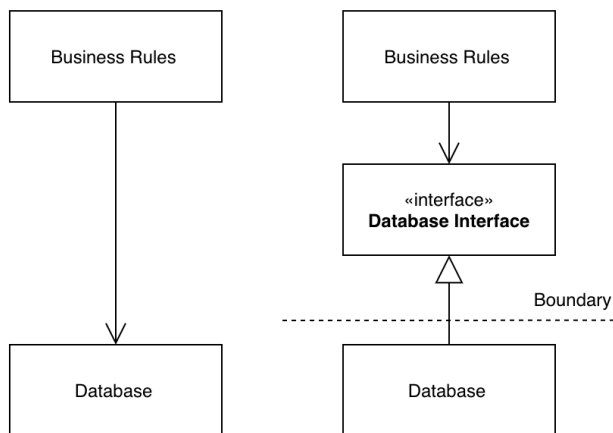 Business Rules
Business Rules
«interface»
Database Interface
Boundary
Database
Database